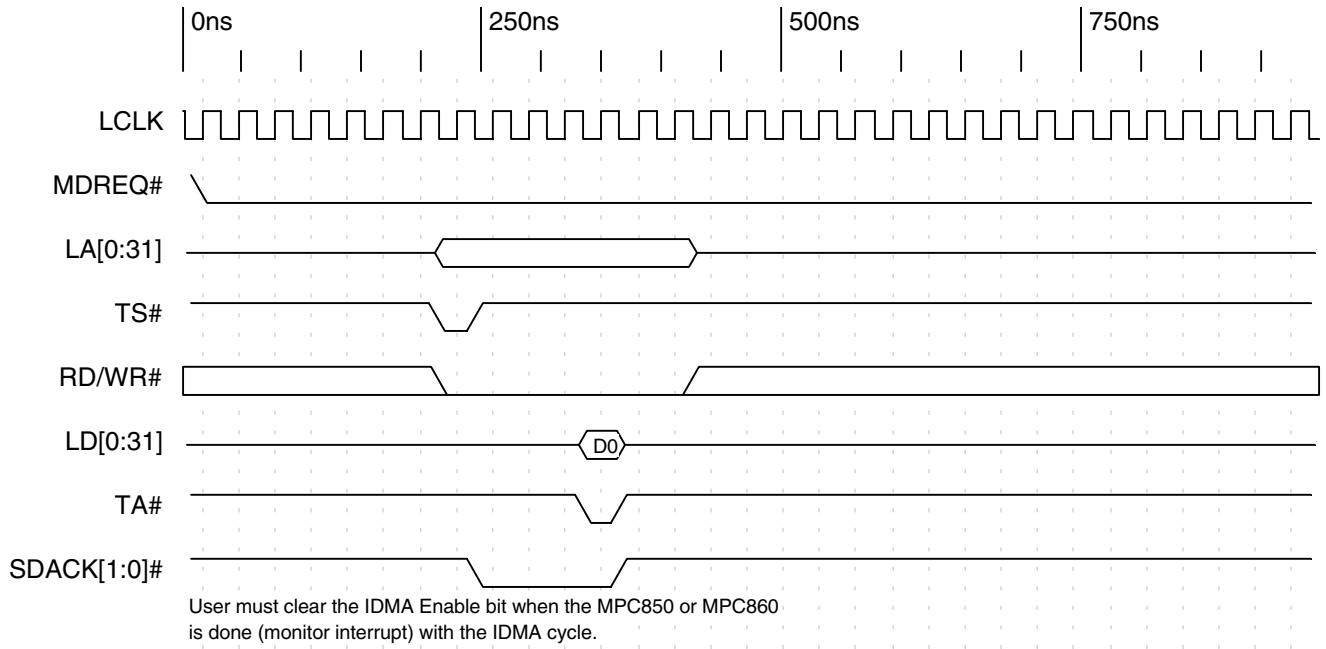 0ns 250ns 500ns 750ns
LCLK
MDREQ#
LA[0:31]
TS#
RD/WR#
LD[0:31] D0
TA#
SDACK[1:0]#
User must clear the IDMA Enable bit when the MPC850 or MPC860
is done (monitor interrupt) with the IDMA cycle.